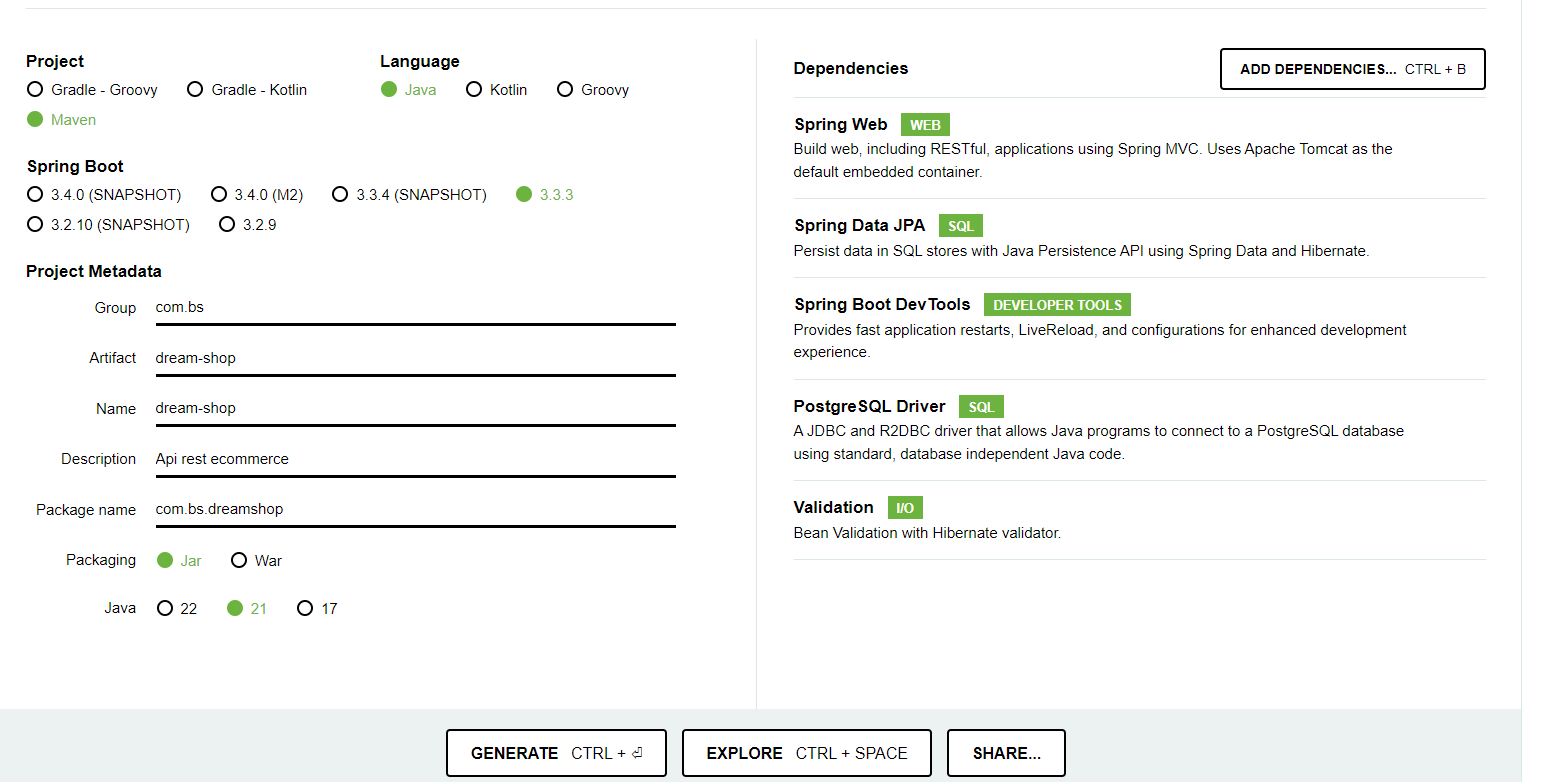 Project
Gradle - Groovy Gradle - Kotlin
Maven
Language
Java Kotlin Groovy
Spring Boot
3.4.0 (SNAPSHOT) 3.4.0 (M2) 3.3.4 (SNAPSHOT) 3.3.3
3.2.10 (SNAPSHOT) 3.2.9
Project Metadata
Group com.bs
Artifact dream-shop
Name dream-shop
Description Api rest ecommerce
Package name com.bs.dreamshop
Packaging Jar War
Java 22 21 17
Dependencies
ADD DEPENDENCIES... CTRL + B
Spring Web WEB
Build web, including RESTful, applications using Spring MVC. Uses Apache Tomcat as the
default embedded container.
Spring Data JPA SQL
Persist data in SQL stores with Java Persistence API using Spring Data and Hibernate.
Spring Boot DevTools DEVELOPER TOOLS
Provides fast application restarts, LiveReload, and configurations for enhanced development
experience.
PostgreSQL Driver SQL
A JDBC and R2DBC driver that allows Java programs to connect to a PostgreSQL database
using standard, database independent Java code.
Validation I/O
Bean Validation with Hibernate validator.
GENERATE CTRL + ⏎ EXPLORE CTRL + SPACE SHARE...